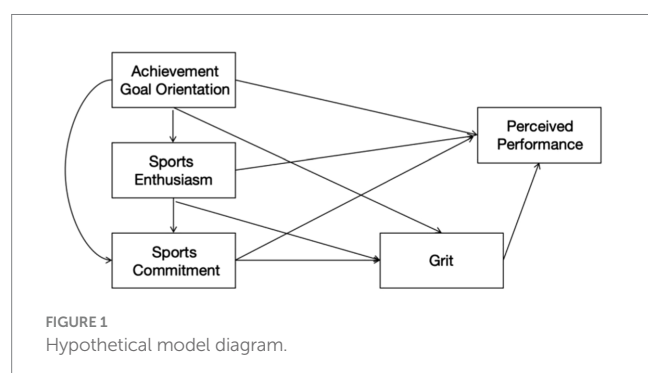 Achievement
Goal Orientation
Perceived
Performance
Sports
Enthusiasm
Sports
Commitment
Grit
FIGURE 1
Hypothetical model diagram.